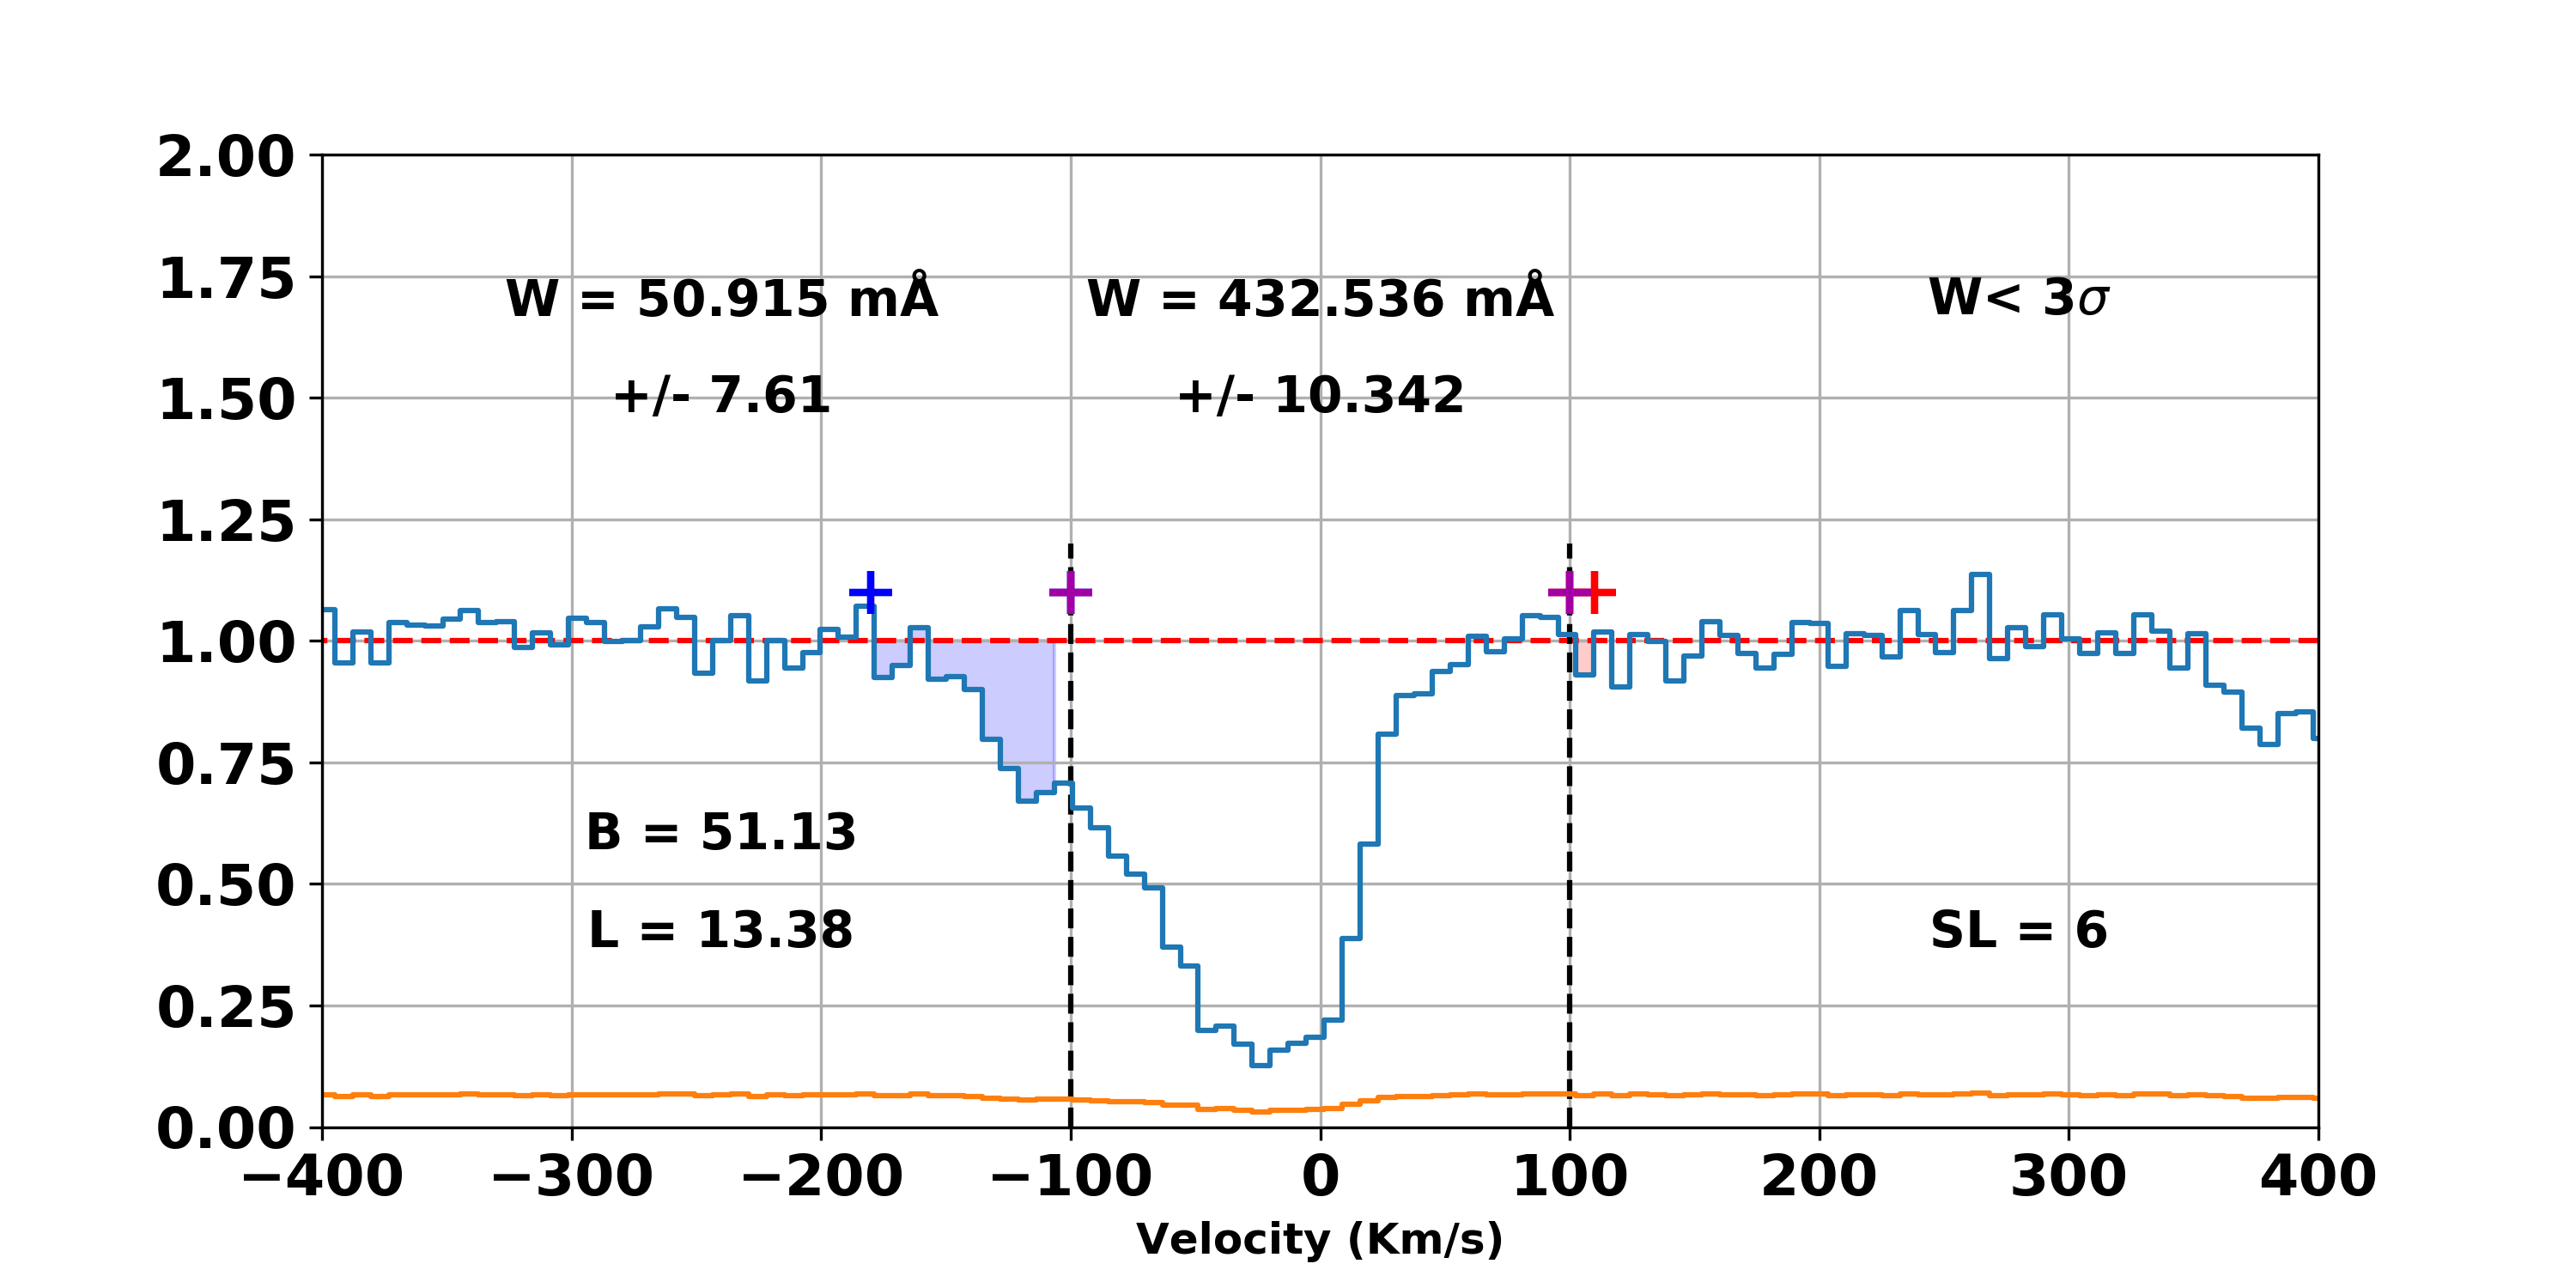 2.00
1.75
1.50
1.25
1.00
0.75
0.50
0.25
0.00
W = 50.915 mÅ
+/- 7.61
W = 432.536 mÅ
+/- 10.342
W< 3σ
B = 51.13
L = 13.38
SL = 6
−400 −300 −200 −100 0 100 200 300 400
Velocity (Km/s)